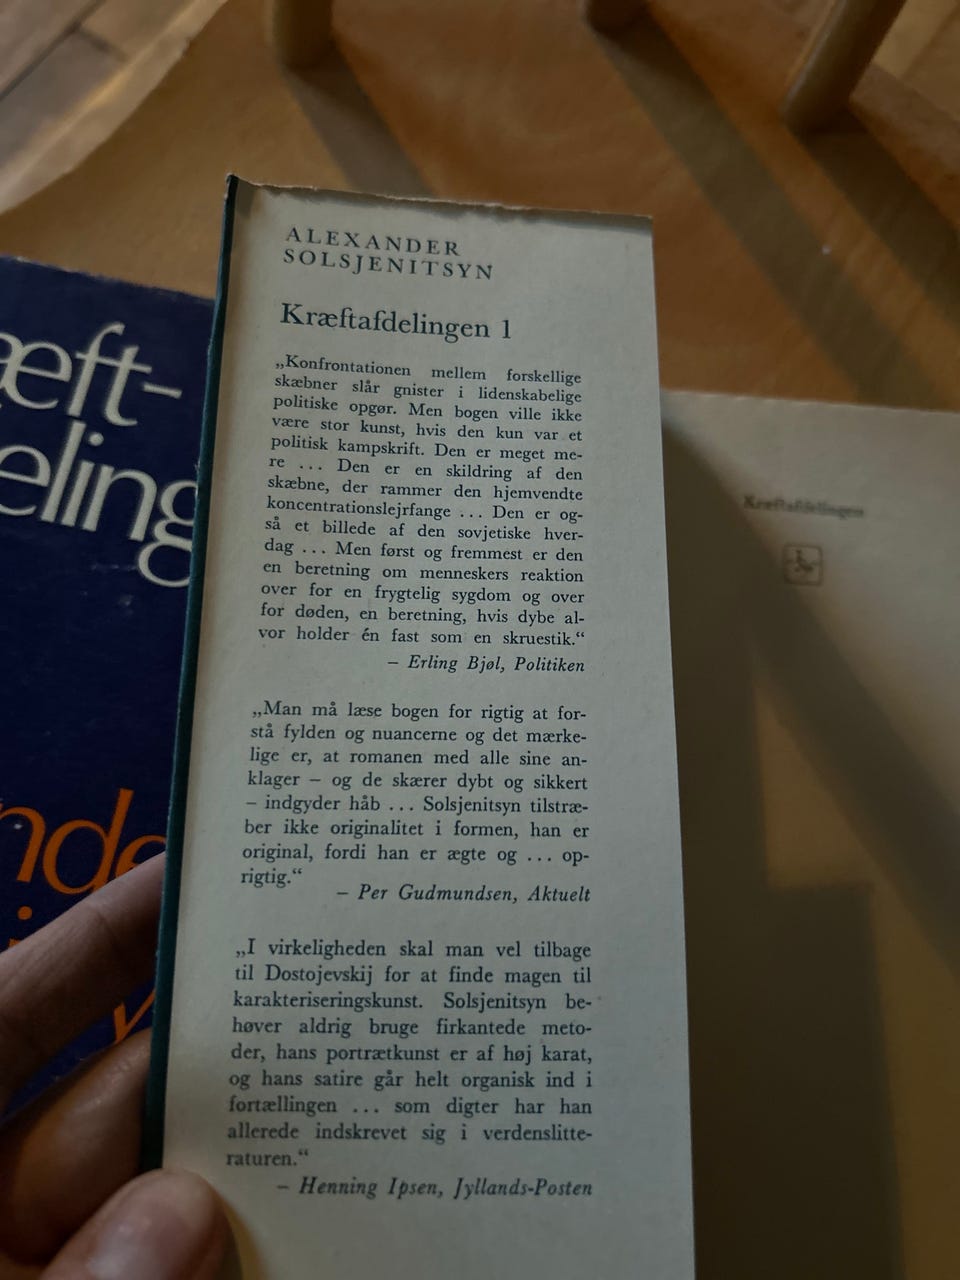 ALEXANDER
SOLSJENITSYN
Kræftafdelingen 1
„Konfrontationen mellem forskellige
skæbner slår gnister i lidenskabelige
politiske opgør. Men bogen ville ikke
være stor kunst, hvis den kun var et
politisk kampskrift. Den er meget me-
re ... Den er en skildring af den
skæbne, der rammer den hjemvendte
koncentrationslejrfange ... Den er og-
så et billede af den sovjetiske hver-
dag ... Men først og fremmest er den
en beretning om menneskers reaktion
over for en frygtelig sygdom og over
for døden, en beretning, hvis dybe al-
vor holder én fast som en skruestik.“
– Erling Bjøl, Politiken
„Man må læse bogen for rigtig at for-
stå fylden og nuancerne og det mærke-
lige er, at romanen med alle sine an-
klager – og de skærer dybt og sikkert
– indgyder håb ... Solsjenitsyn tilstræ-
ber ikke originalitet i formen, han er
original, fordi han er ægte og ... op-
rigtig.“
– Per Gudmundsen, Aktuelt
„I virkeligheden skal man vel tilbage
til Dostojevskij for at finde magen til
karakteriseringskunst. Solsjenitsyn be-
høver aldrig bruge firkantede meto-
der, hans portrætkunst er af høj karat,
og hans satire går helt organisk ind i
fortællingen ... som digter har han
allerede indskrevet sig i verdenslitte-
raturen.“
– Henning Ipsen, Jyllands-Posten
æft-
eling
nde
Kræftafdelingen